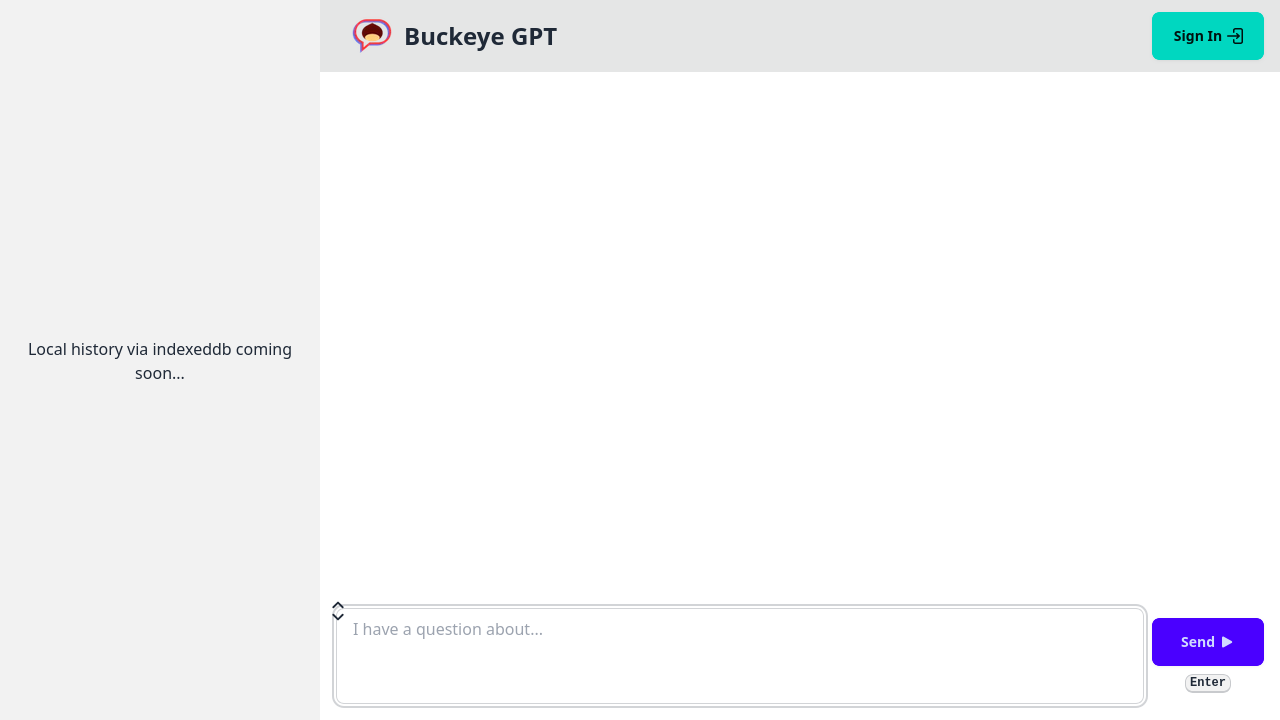 Buckeye GPT
Sign In
Local history via indexeddb coming
soon...
I have a question about...
Send
Enter